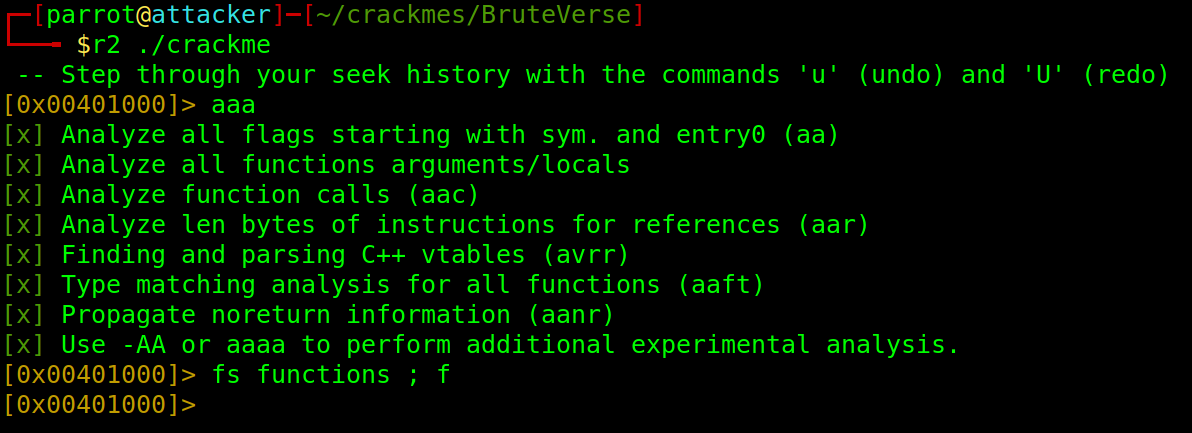 ┌─[parrot@attacker]─[~/crackmes/BruteVerse]
└──╼ $r2 ./crackme
 -- Step through your seek history with the commands 'u' (undo) and 'U' (redo)
[0x00401000]> aaa
[x] Analyze all flags starting with sym. and entry0 (aa)
[x] Analyze all functions arguments/locals
[x] Analyze function calls (aac)
[x] Analyze len bytes of instructions for references (aar)
[x] Finding and parsing C++ vtables (avrr)
[x] Type matching analysis for all functions (aaft)
[x] Propagate noreturn information (aanr)
[x] Use -AA or aaaa to perform additional experimental analysis.
[0x00401000]> fs functions ; f
[0x00401000]>